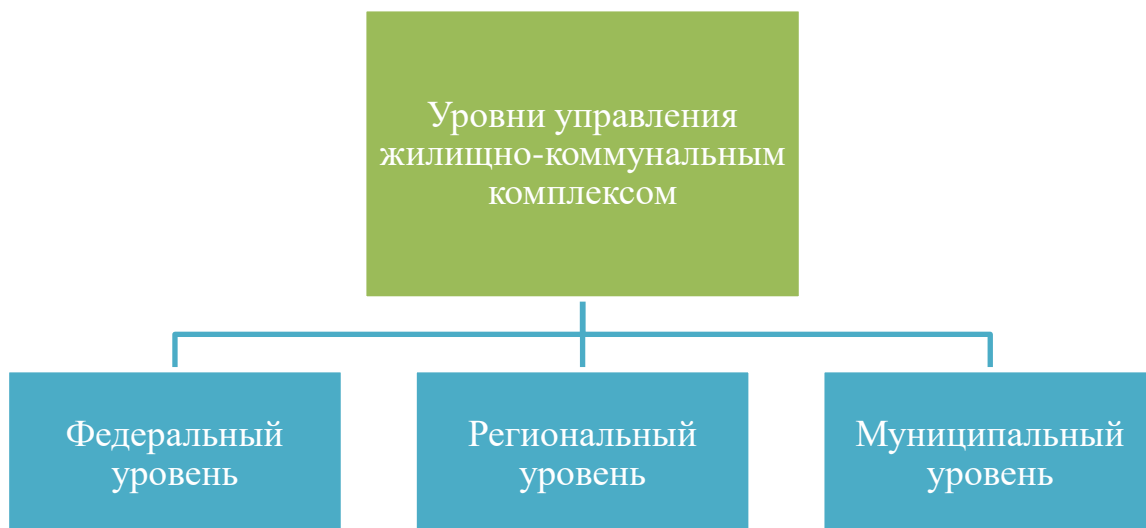 Уровни управления
жилищно-коммунальным
комплексом
Федеральный
уровень
Региональный
уровень
Муниципальный
уровень